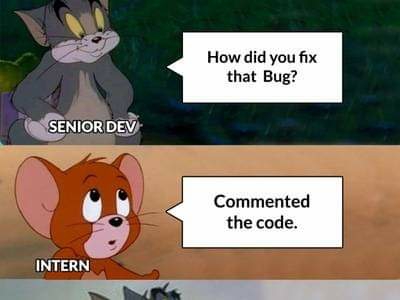 How did you fix
that Bug?
SENIOR DEV
Commented
the code.
INTERN